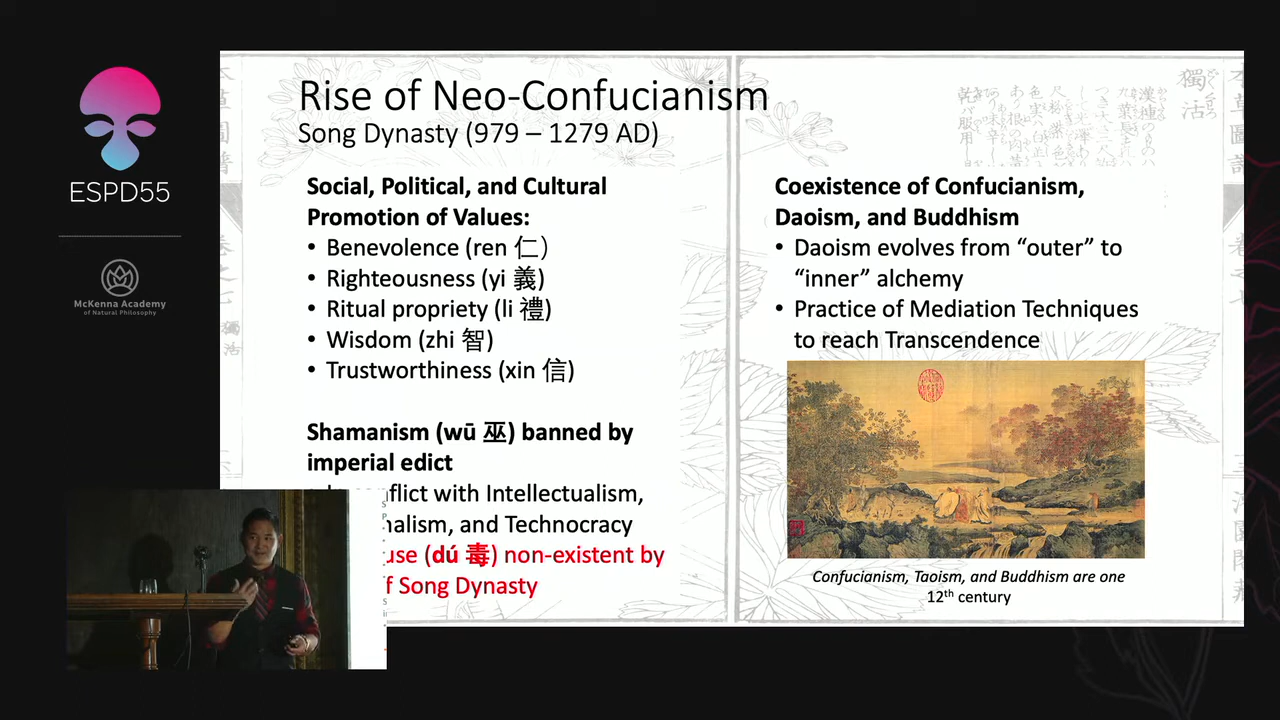 ESPD55
McKenna Academy
of Natural Philosophy
Rise of Neo-Confucianism
Song Dynasty (979 – 1279 AD)
Social, Political, and Cultural
Promotion of Values:
• Benevolence (ren 仁)
• Righteousness (yi 義)
• Ritual propriety (li 禮)
• Wisdom (zhi 智)
• Trustworthiness (xin 信)
Shamanism (wū 巫) banned by
imperial edict
flict with Intellectualism,
nalism, and Technocracy
use (dú 毒) non-existent by
f Song Dynasty
Coexistence of Confucianism,
Daoism, and Buddhism
• Daoism evolves from “outer” to
“inner” alchemy
• Practice of Mediation Techniques
to reach Transcendence
Confucianism, Taoism, and Buddhism are one
12th century
獨活